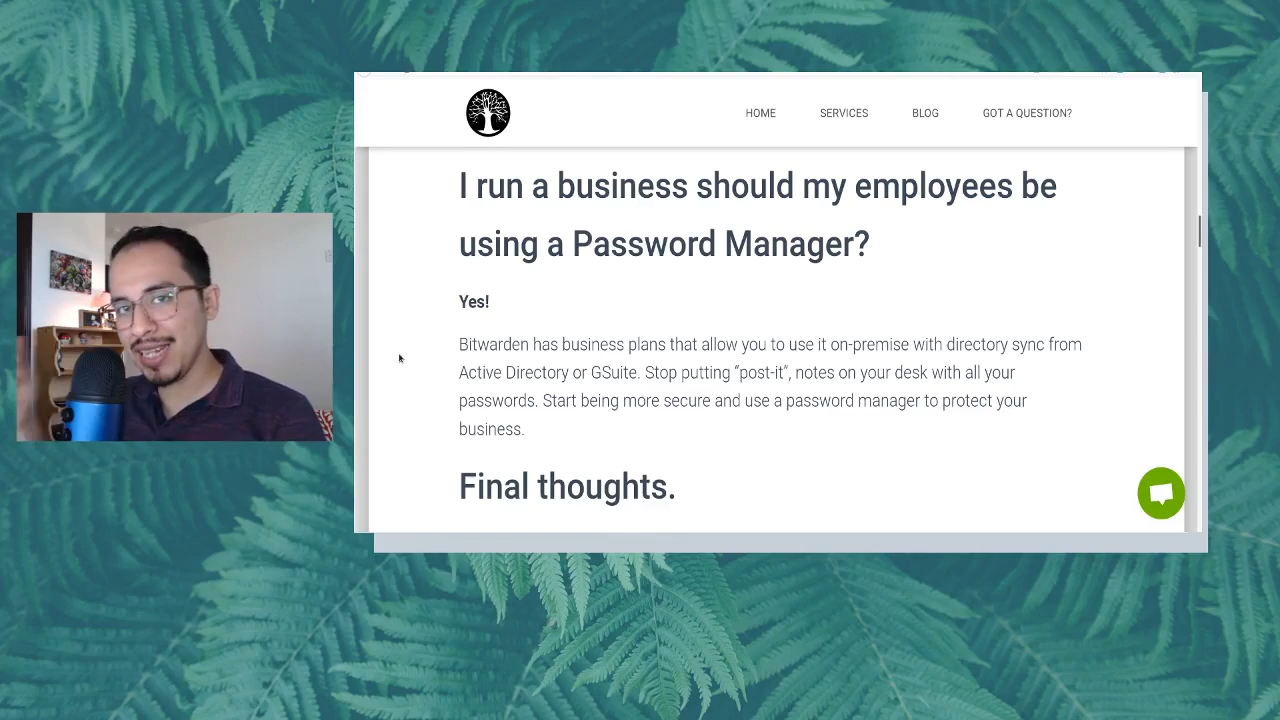 HOME SERVICES BLOG GOT A QUESTION?
I run a business should my employees be
using a Password Manager?
Yes!
Bitwarden has business plans that allow you to use it on-premise with directory sync from
Active Directory or GSuite. Stop putting “post-it”, notes on your desk with all your
passwords. Start being more secure and use a password manager to protect your
business.
Final thoughts.